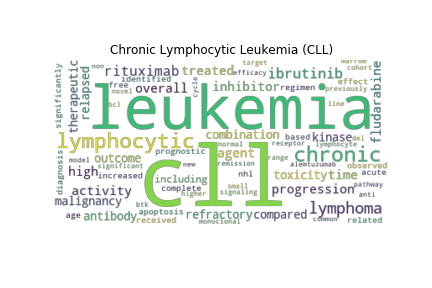 Chronic Lymphocytic Leukemia (CLL)
significantly
therapeutic
relapsed
nom
free
novel
bcl
identified
overall
rituximab
treated
cycle
inhibitor
target
efficacy
ibrutinib
regimen
marrow
cohort
effect
previously
line
fludarabine
leukemia
lymphocytic
combination
based
kinase
del
normal
receptor
lymphocyte
chronic
diagnosis
outcome
prognostic
agent
range
alemtuzumab
observed
model
significant
new
remission
high
increased
including
nhl
toxicity
time
acute
activity
complete
small
signaling
progression
pathway
anti
malignancy
btk
higher
cll
age
antibody
apoptosis
received
refractory
monoclonal
compared
lymphoma
common
related